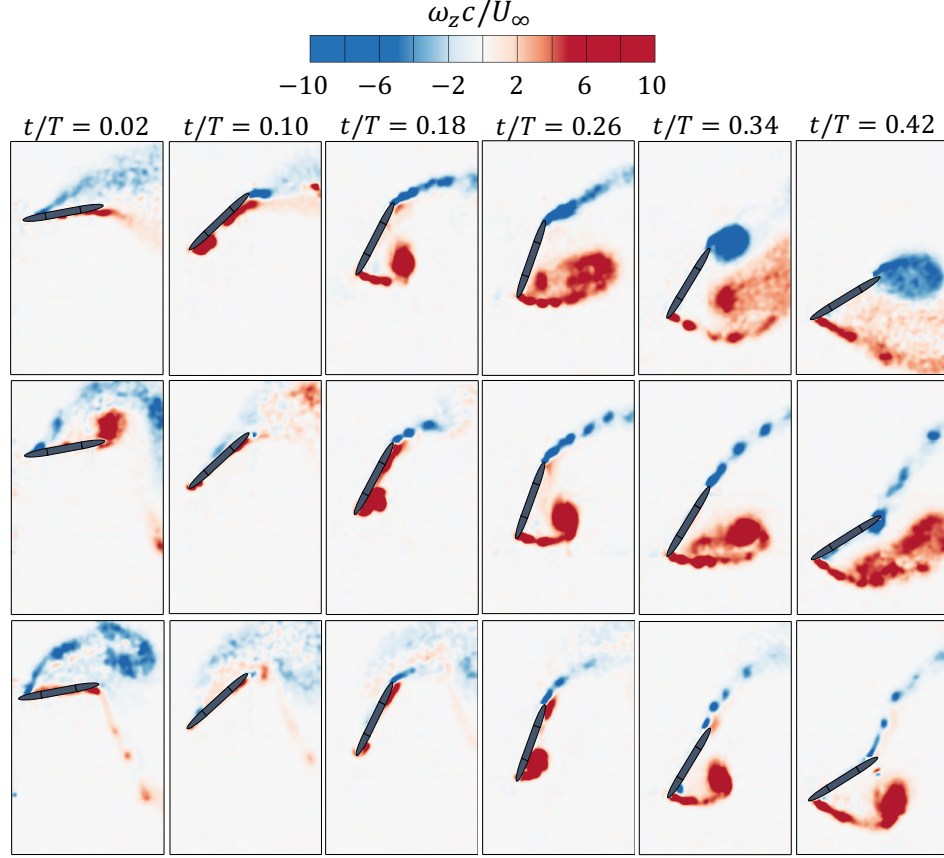 ω_z c/U_∞
−10 −6 −2 2 6 10
t/T = 0.02 t/T = 0.10 t/T = 0.18 t/T = 0.26 t/T = 0.34 t/T = 0.42